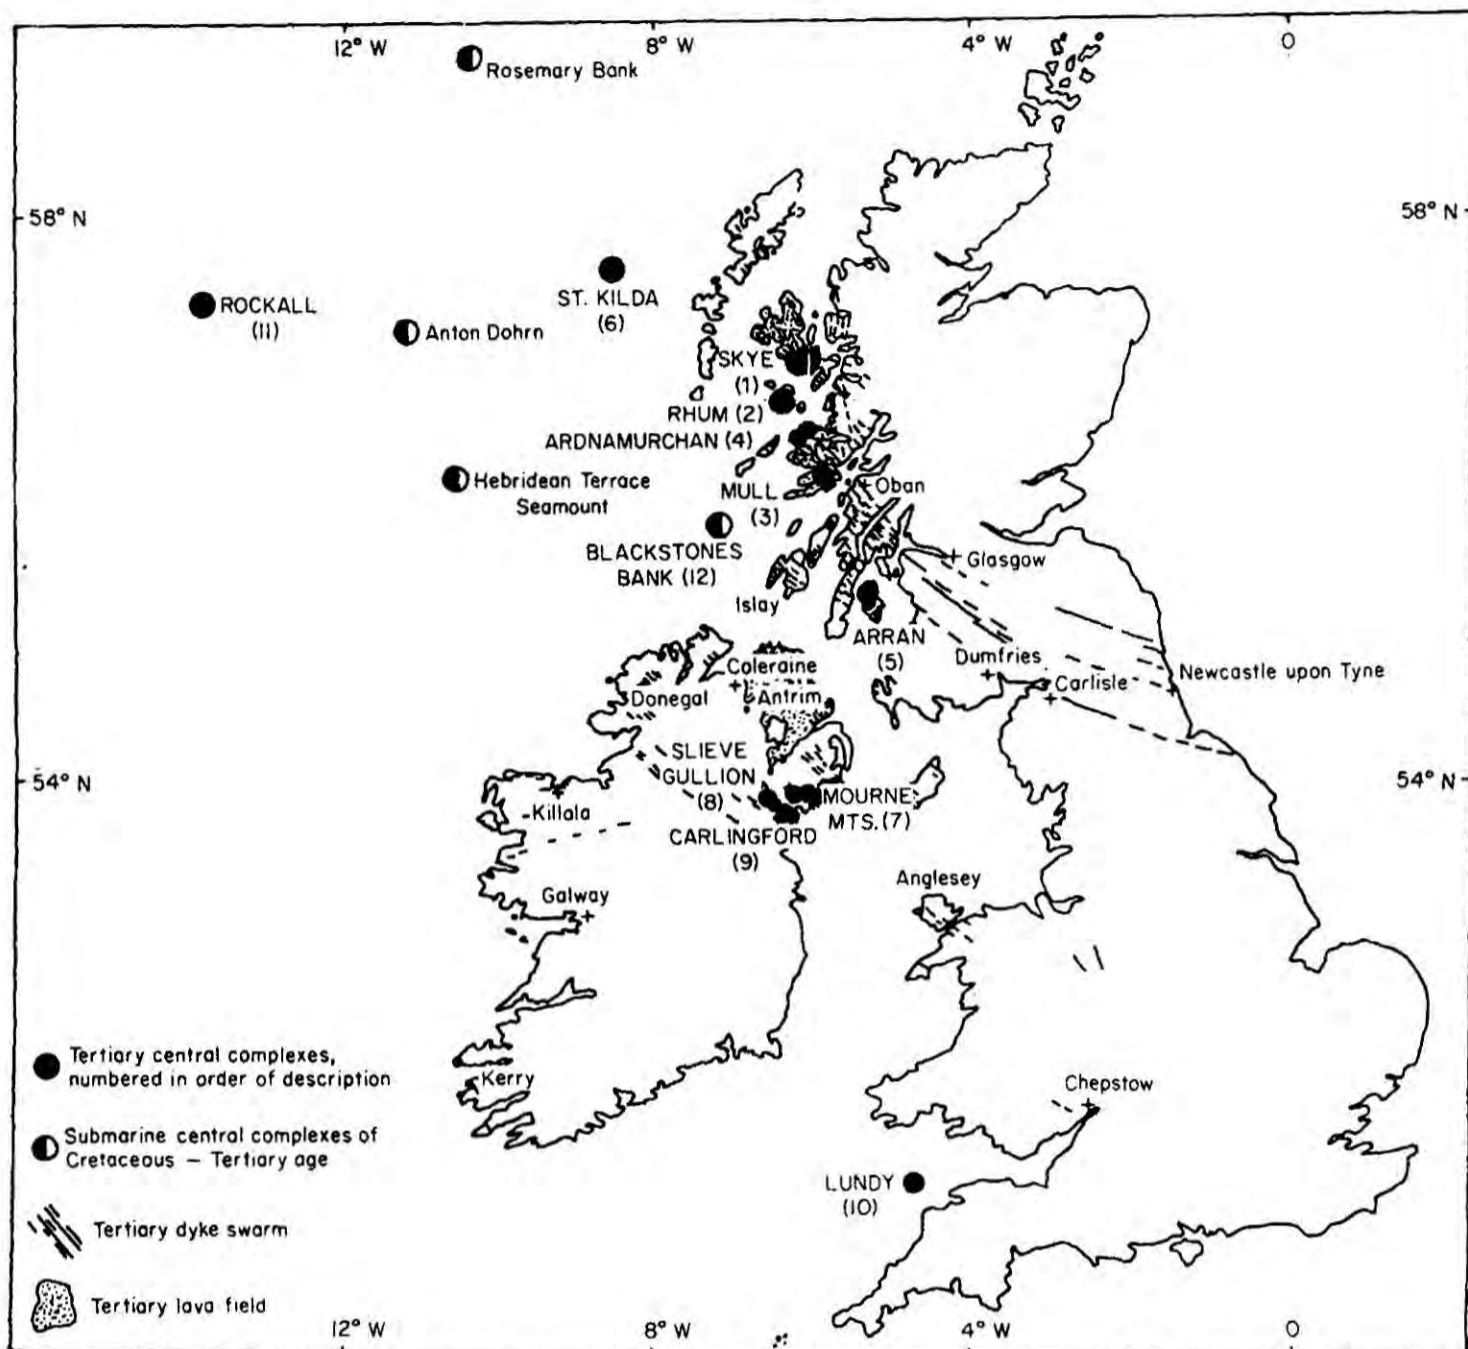 12° W
8° W
4° W
0
Rosemary Bank
58° N
58° N
ST. KILDA
(6)
ROCKALL
(11)
Anton Dohrn
SKYE
(1)
RHUM (2)
ARDNAMURCHAN (4)
Hebridean Terrace
Seamount
MULL
(3)
Oban
BLACKSTONES
BANK (12)
Glasgow
Islay
ARRAN
(5)
Dumfries
Carlisle
Newcastle upon Tyne
Coleraine
Donegal
Antrim
SLIEVE
GULLION
(8)
54° N
54° N
Killala
MOURNE
MTS. (7)
CARLINGFORD
(9)
Anglesey
Galway
Kerry
Chepstow
LUNDY
(10)
Tertiary central complexes,
numbered in order of description
Submarine central complexes of
Cretaceous – Tertiary age
Tertiary dyke swarm
Tertiary lava field
12° W
8° W
4° W
0